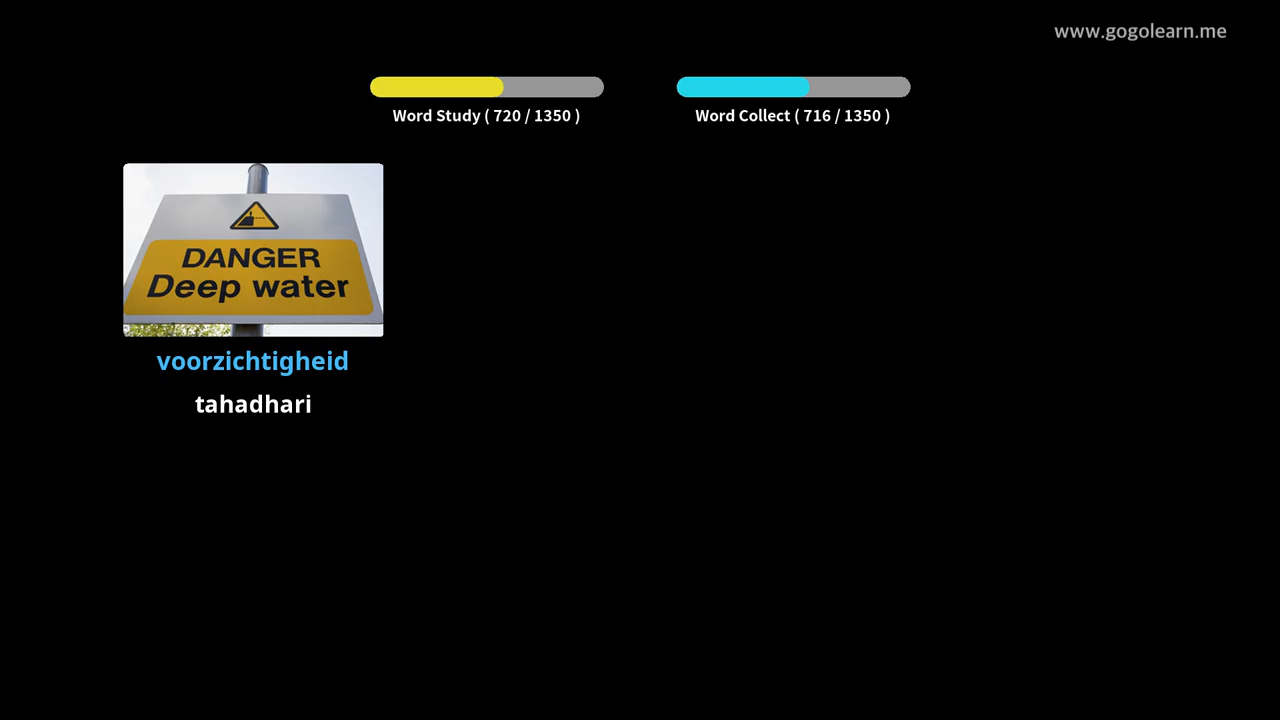 www.gogolearn.me
Word Study ( 720 / 1350 )
Word Collect ( 716 / 1350 )
DANGER
Deep water
voorzichtigheid
tahadhari